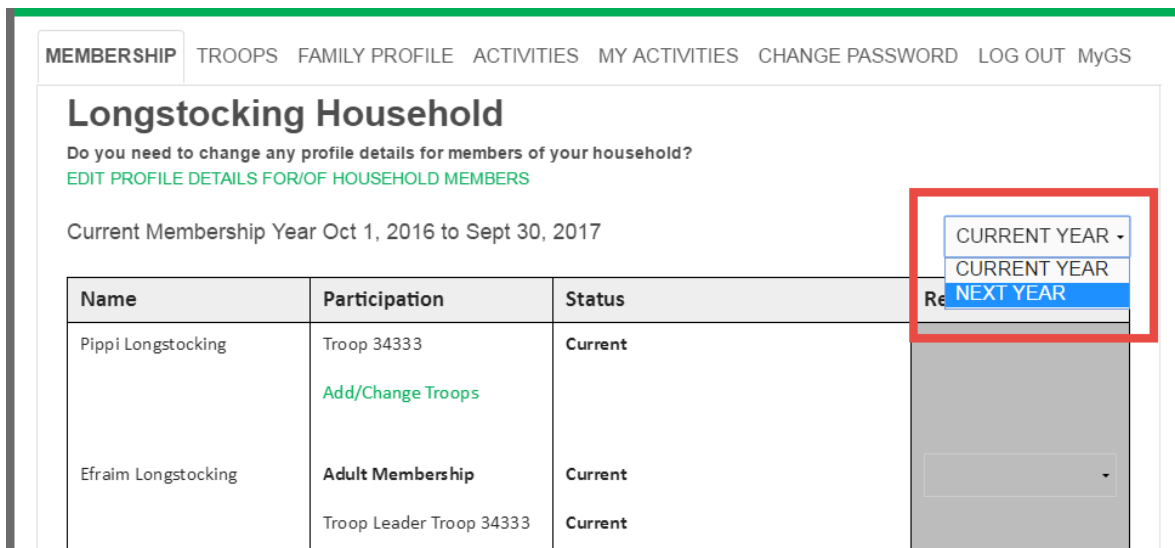 MEMBERSHIP TROOPS FAMILY PROFILE ACTIVITIES MY ACTIVITIES CHANGE PASSWORD LOG OUT MyGS
Longstocking Household
Do you need to change any profile details for members of your household?
EDIT PROFILE DETAILS FOR/OF HOUSEHOLD MEMBERS
Current Membership Year Oct 1, 2016 to Sept 30, 2017
CURRENT YEAR
CURRENT YEAR
NEXT YEAR
Name Participation Status
Pippi Longstocking Troop 34333 Current
Add/Change Troops
Efraim Longstocking Adult Membership Current
Troop Leader Troop 34333 Current